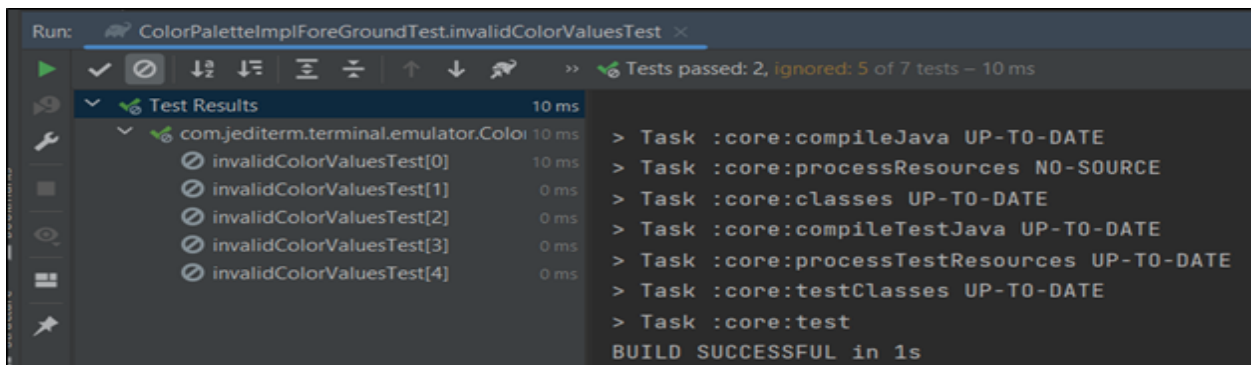 Run: ColorPaletteImplForeGroundTest.invalidColorValuesTest ×
>> Tests passed: 2, ignored: 5 of 7 tests – 10 ms
Test Results 10 ms
com.jediterm.terminal.emulator.Color 10 ms
invalidColorValuesTest[0] 10 ms
invalidColorValuesTest[1] 0 ms
invalidColorValuesTest[2] 0 ms
invalidColorValuesTest[3] 0 ms
invalidColorValuesTest[4] 0 ms
> Task :core:compileJava UP-TO-DATE
> Task :core:processResources NO-SOURCE
> Task :core:classes UP-TO-DATE
> Task :core:compileTestJava UP-TO-DATE
> Task :core:processTestResources UP-TO-DATE
> Task :core:testClasses UP-TO-DATE
> Task :core:test
BUILD SUCCESSFUL in 1s